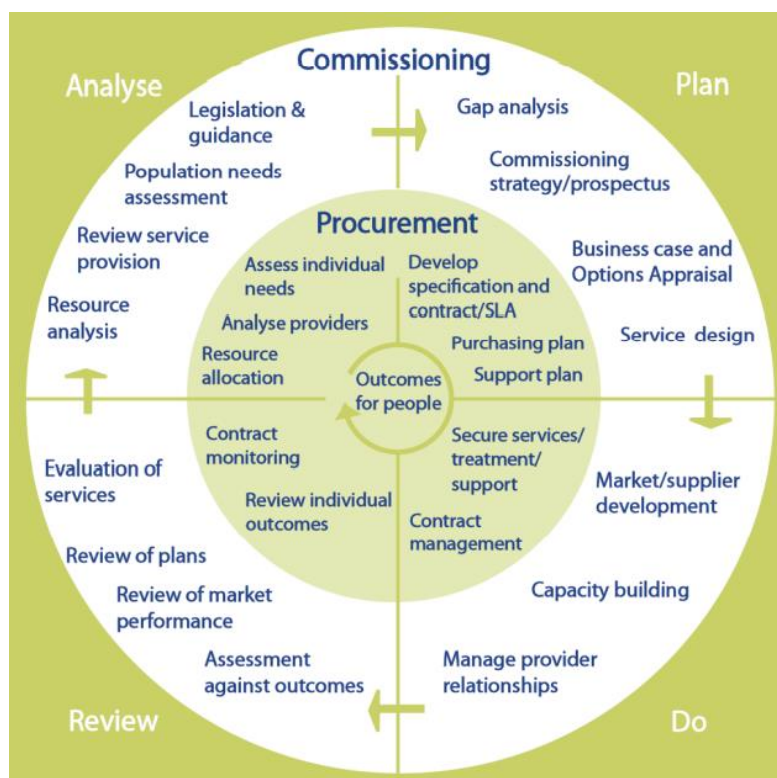 Commissioning
Analyse
Plan
Legislation &
guidance
Population needs
assessment
Review service
provision
Resource
analysis
Gap analysis
Commissioning
strategy/prospectus
Business case and
Options Appraisal
Service design
Procurement
Assess individual
needs
Analyse providers
Resource
allocation
Develop
specification and
contract/SLA
Purchasing plan
Support plan
Outcomes
for people
Contract
monitoring
Review individual
outcomes
Secure services/
treatment/
support
Contract
management
Evaluation of
services
Review of plans
Review of market
performance
Assessment
against outcomes
Market/supplier
development
Capacity building
Manage provider
relationships
Review
Do